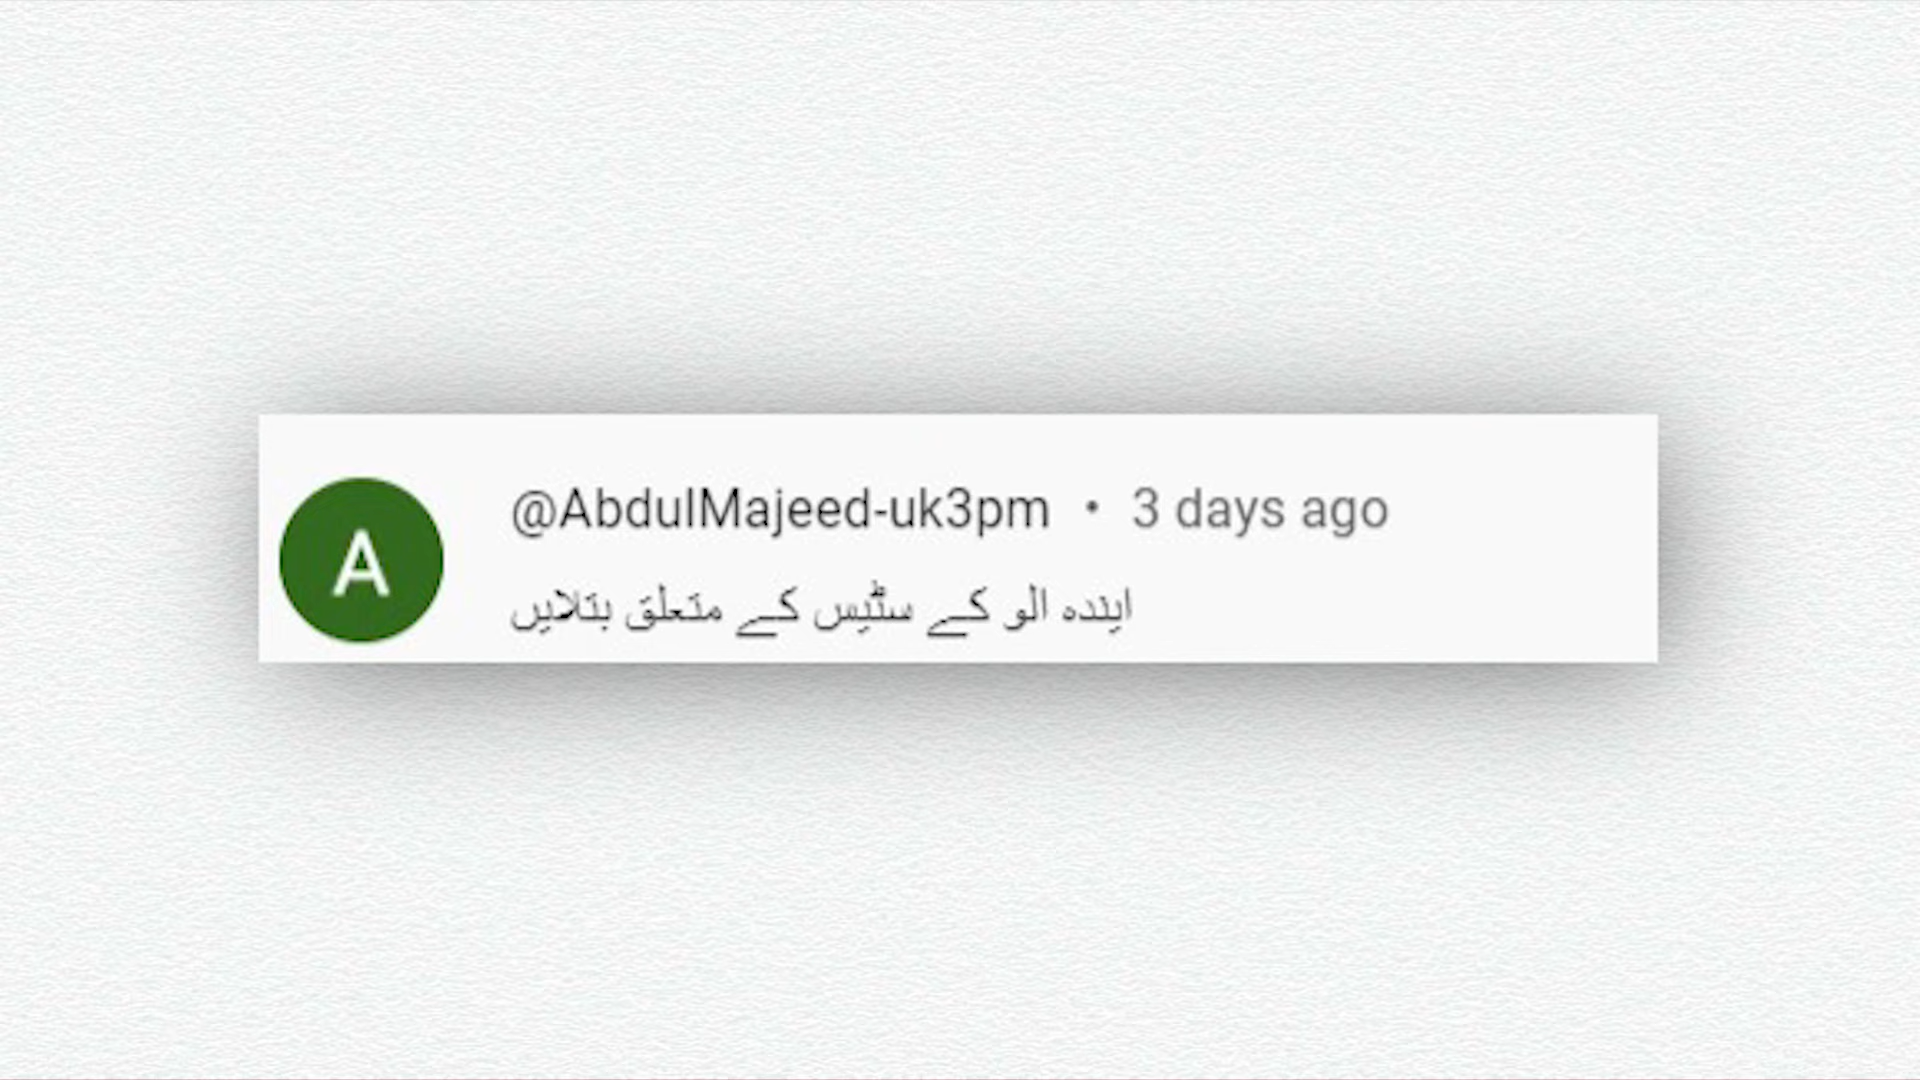 A
@AbdulMajeed-uk3pm • 3 days ago
ایندہ الو کے سٹیس کے متعلق بتلایں